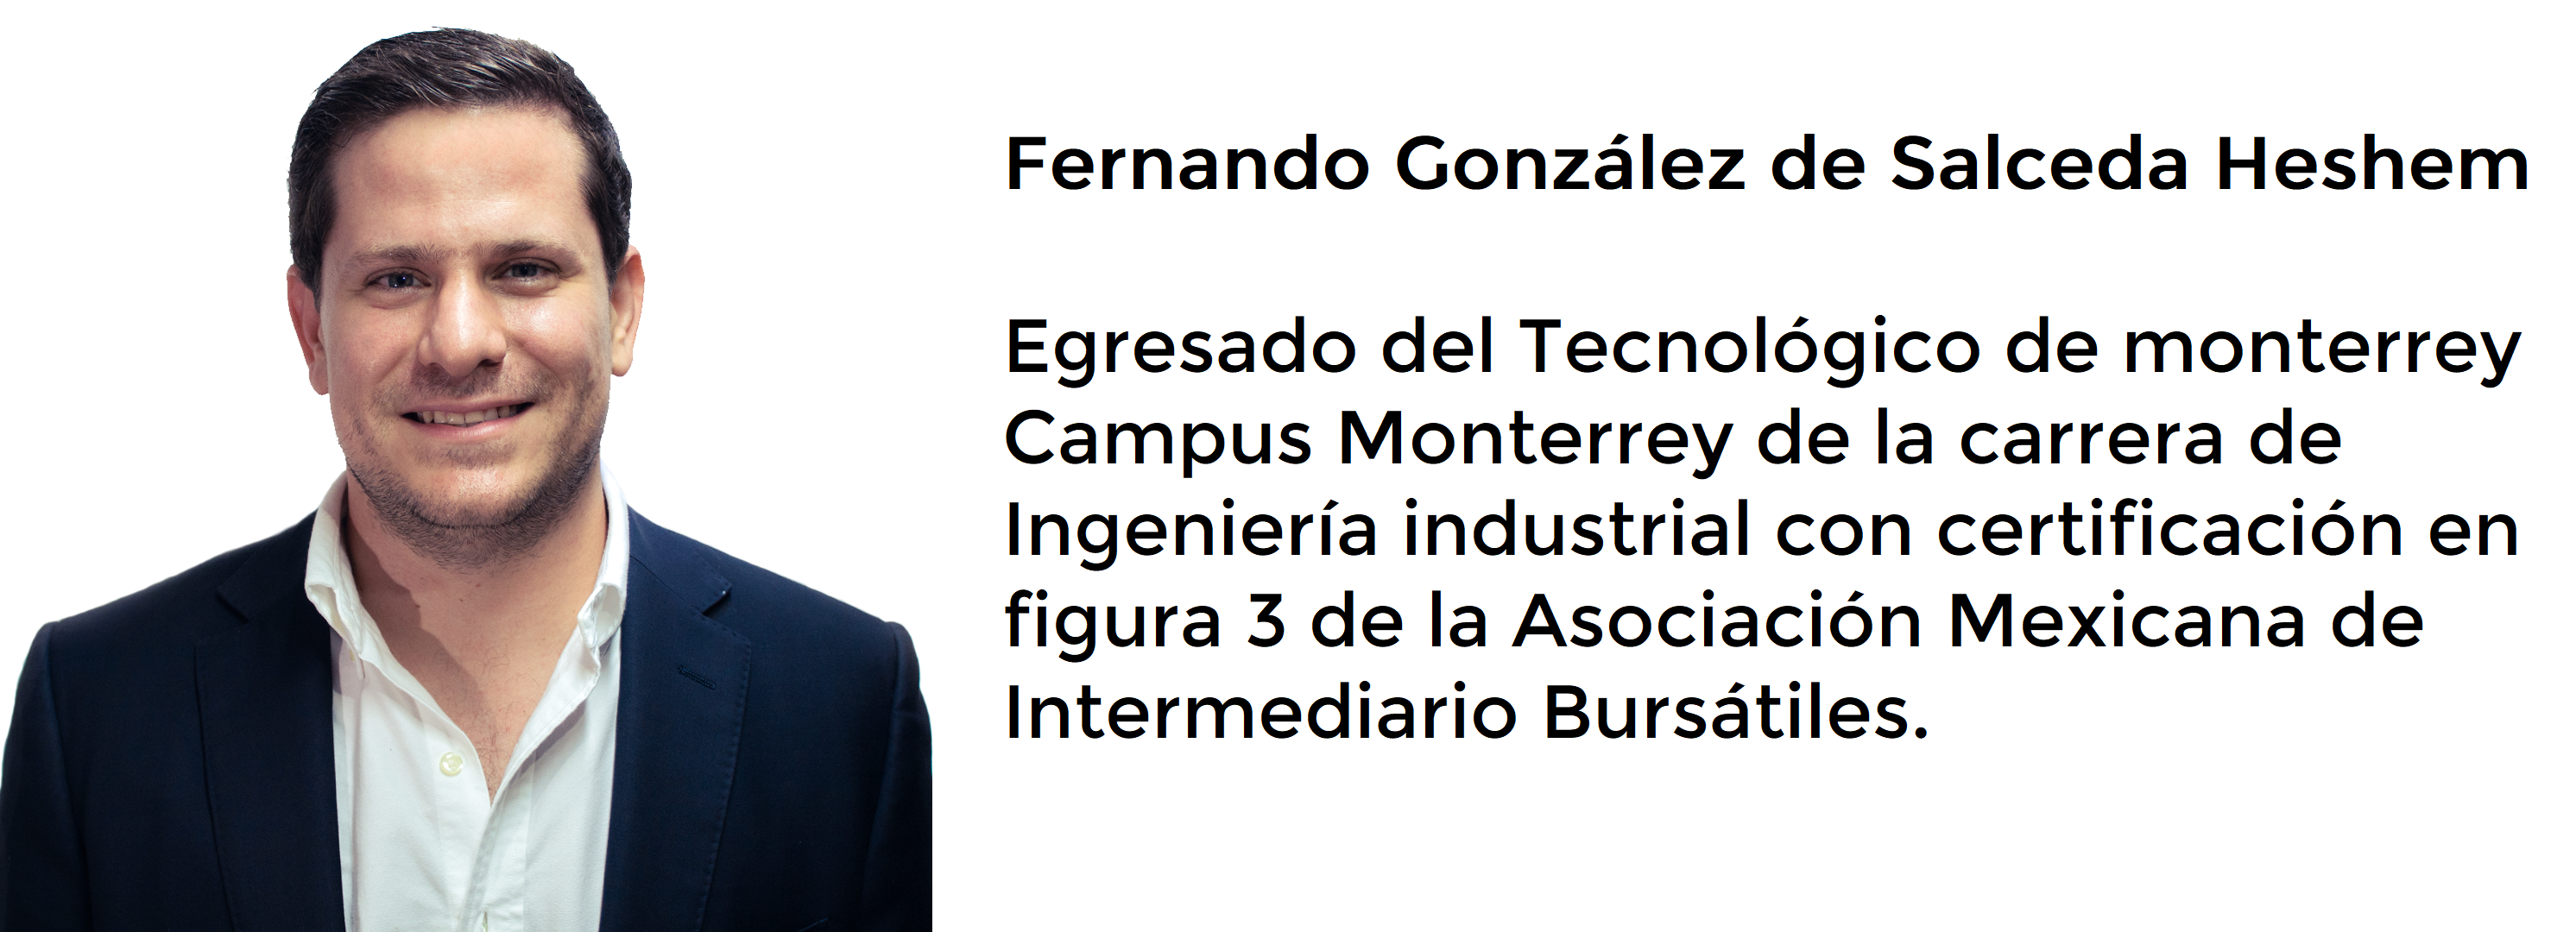 Fernando González de Salceda Heshem
Egresado del Tecnológico de monterrey
Campus Monterrey de la carrera de
Ingeniería industrial con certificación en
figura 3 de la Asociación Mexicana de
Intermediario Bursátiles.